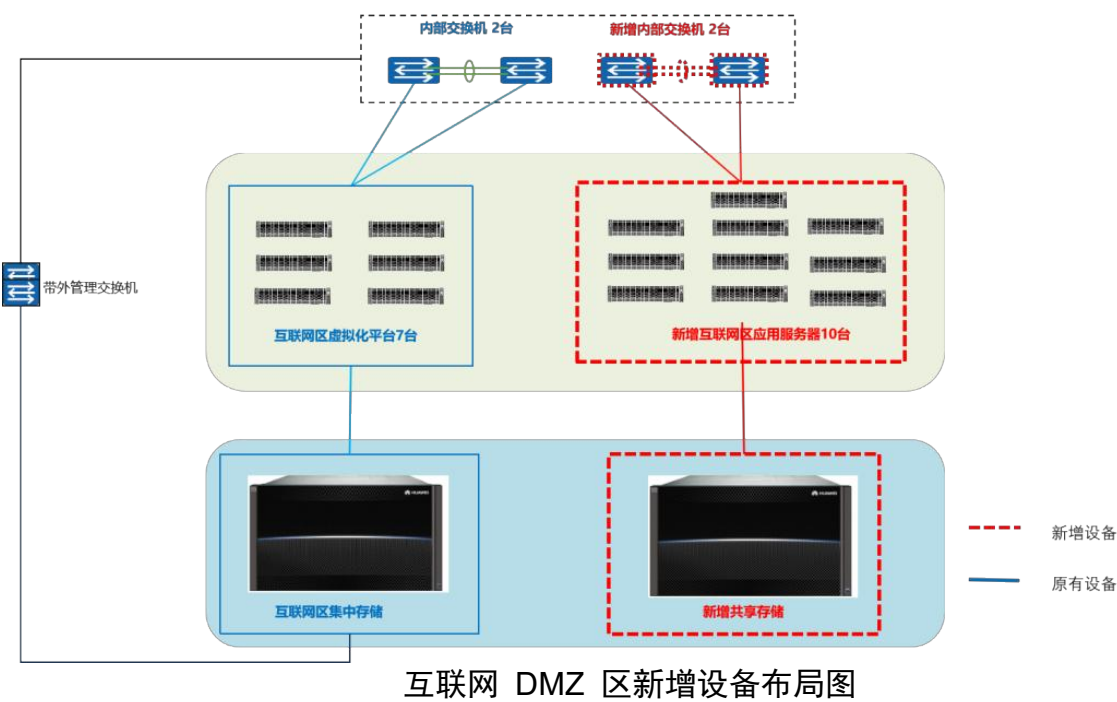 内部交换机 2台
新增内部交换机 2台
带外管理交换机
互联网区虚拟化平台7台
新增互联网区应用服务器10台
HUAWEI
HUAWEI
互联网区集中存储
新增共享存储
新增设备
原有设备
互联网 DMZ 区新增设备布局图